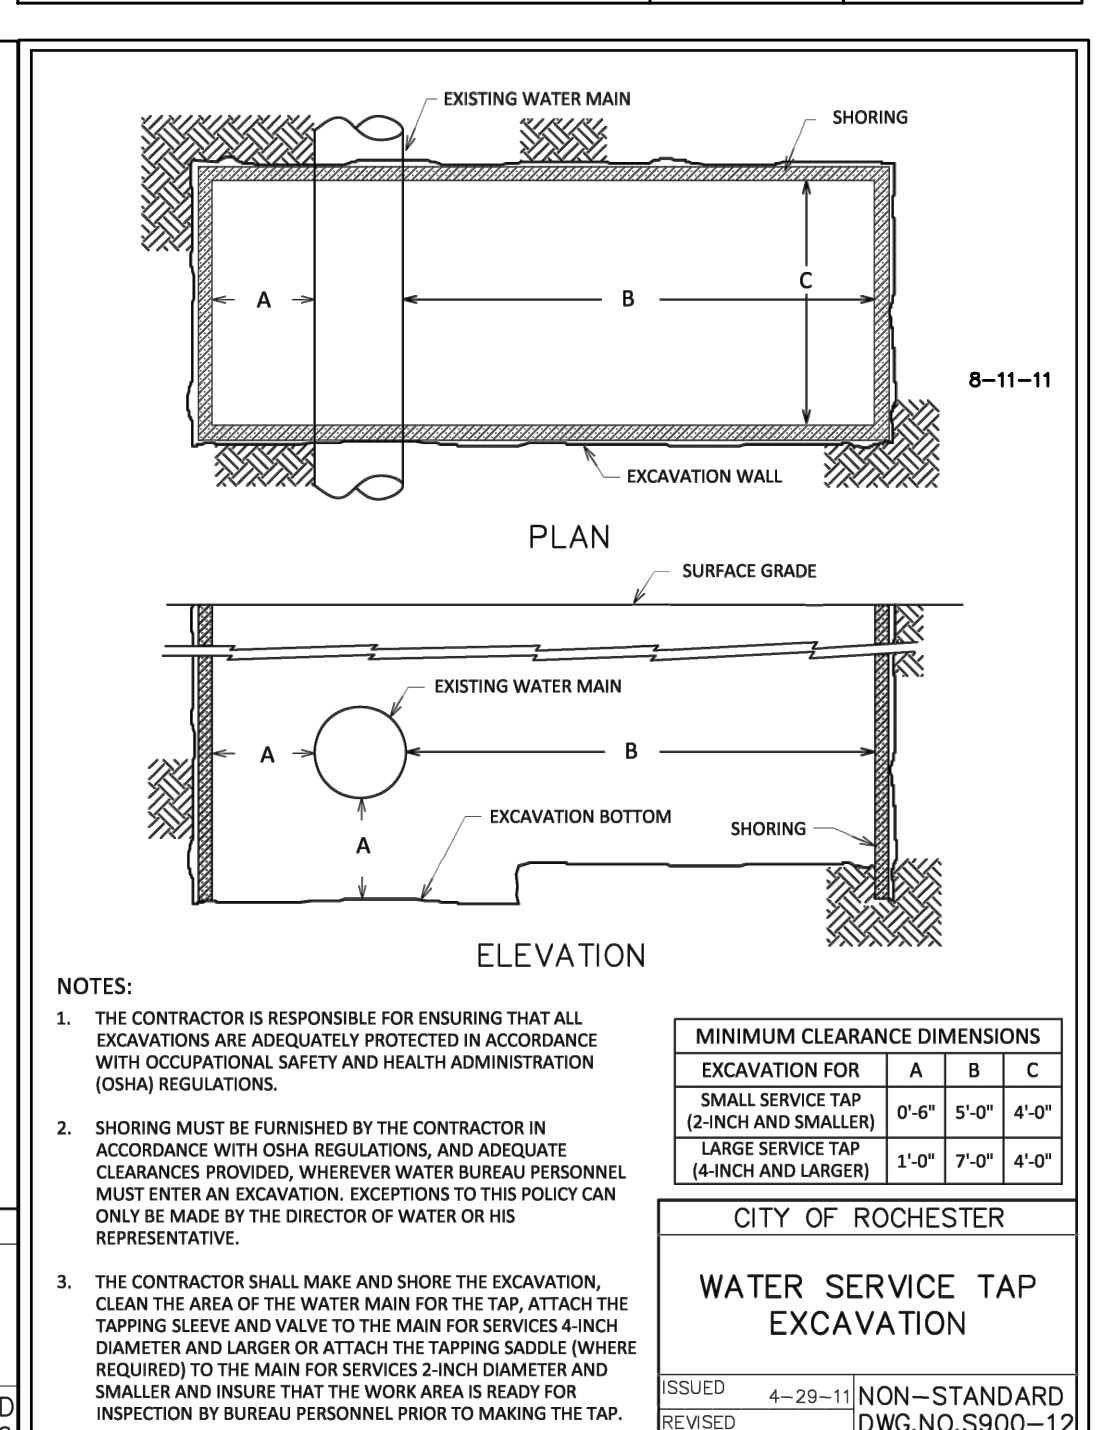 EXISTING WATER MAIN
SHORING
A
B
C
8-11-11
EXCAVATION WALL
PLAN
SURFACE GRADE
EXISTING WATER MAIN
A
B
A
EXCAVATION BOTTOM
SHORING
ELEVATION
NOTES:
1. THE CONTRACTOR IS RESPONSIBLE FOR ENSURING THAT ALL
EXCAVATIONS ARE ADEQUATELY PROTECTED IN ACCORDANCE
WITH OCCUPATIONAL SAFETY AND HEALTH ADMINISTRATION
(OSHA) REGULATIONS.
2. SHORING MUST BE FURNISHED BY THE CONTRACTOR IN
ACCORDANCE WITH OSHA REGULATIONS, AND ADEQUATE
CLEARANCES PROVIDED, WHEREVER WATER BUREAU PERSONNEL
MUST ENTER AN EXCAVATION. EXCEPTIONS TO THIS POLICY CAN
ONLY BE MADE BY THE DIRECTOR OF WATER OR HIS
REPRESENTATIVE.
3. THE CONTRACTOR SHALL MAKE AND SHORE THE EXCAVATION,
CLEAN THE AREA OF THE WATER MAIN FOR THE TAP, ATTACH THE
TAPPING SLEEVE AND VALVE TO THE MAIN FOR SERVICES 4-INCH
DIAMETER AND LARGER OR ATTACH THE TAPPING SADDLE (WHERE
REQUIRED) TO THE MAIN FOR SERVICES 2-INCH DIAMETER AND
SMALLER AND INSURE THAT THE WORK AREA IS READY FOR
INSPECTION BY BUREAU PERSONNEL PRIOR TO MAKING THE TAP.
MINIMUM CLEARANCE DIMENSIONS
EXCAVATION FOR A B C
SMALL SERVICE TAP
(2-INCH AND SMALLER) 0'-6" 5'-0" 4'-0"
LARGE SERVICE TAP
(4-INCH AND LARGER) 1'-0" 7'-0" 4'-0"
CITY OF ROCHESTER
WATER SERVICE TAP
EXCAVATION
ISSUED 4-29-11
REVISED
NON-STANDARD
DWG.NO.S900-12
D